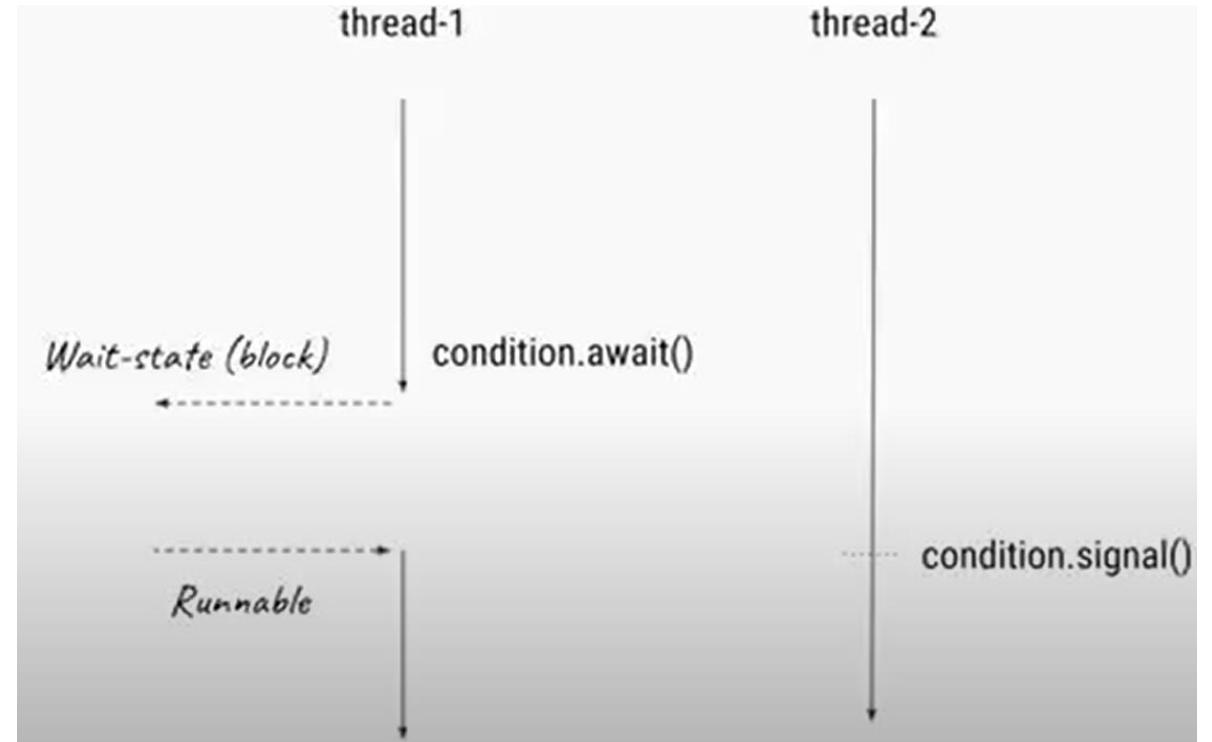 thread-1
thread-2
Wait-state (block)
condition.await()
condition.signal()
Runnable